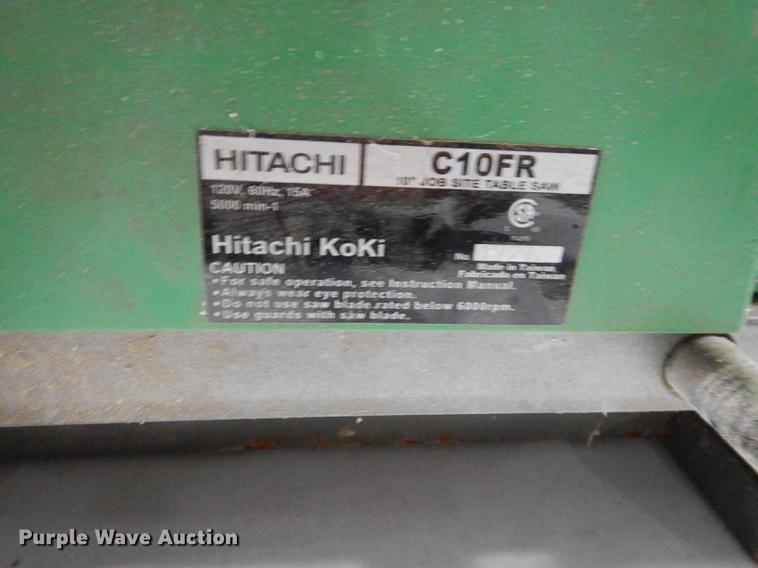 HITACHI
C10FR
10" JOB SITE TABLE SAW
120V, 60Hz, 15A
5000 min-1
Hitachi KoKi
No
Made in Taiwan
Fabricado en Taiwan
CAUTION
•For safe operation, see Instruction Manual.
•Always wear eye protection.
•Do not use saw blade rated below 6000rpm.
•Use guards with saw blade.
Purple Wave Auction